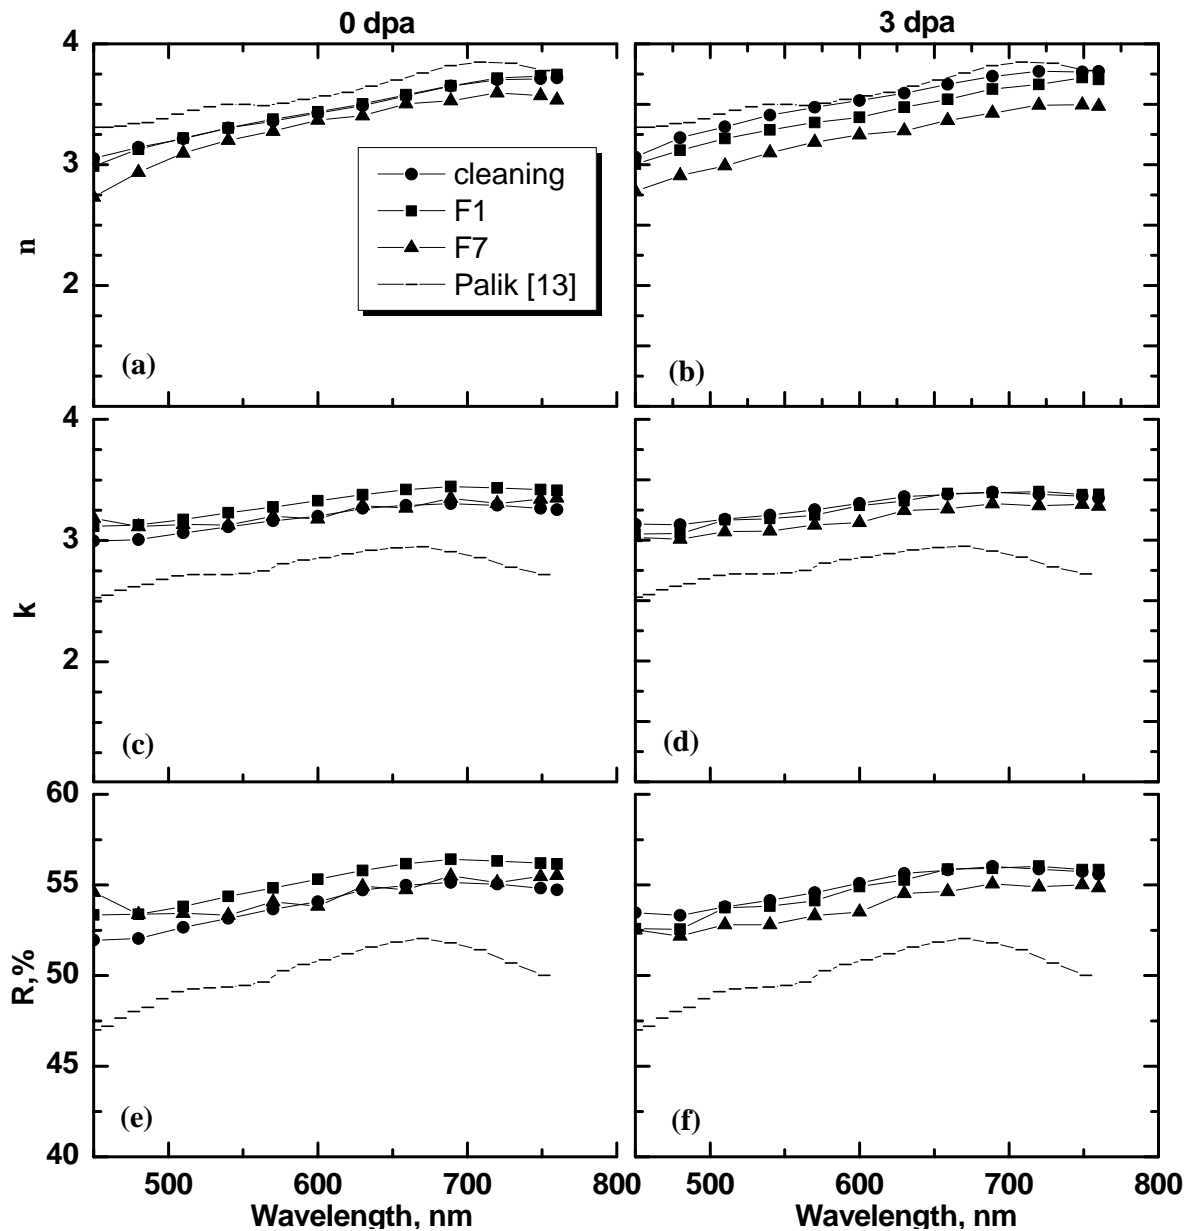 0 dpa
3 dpa
4
3
2
n
cleaning
F1
F7
Palik [13]
(a)
(b)
4
3
2
k
(c)
(d)
60
55
50
45
40
R,%
(e)
(f)
500 600 700 800
500 600 700 800
Wavelength, nm
Wavelength, nm